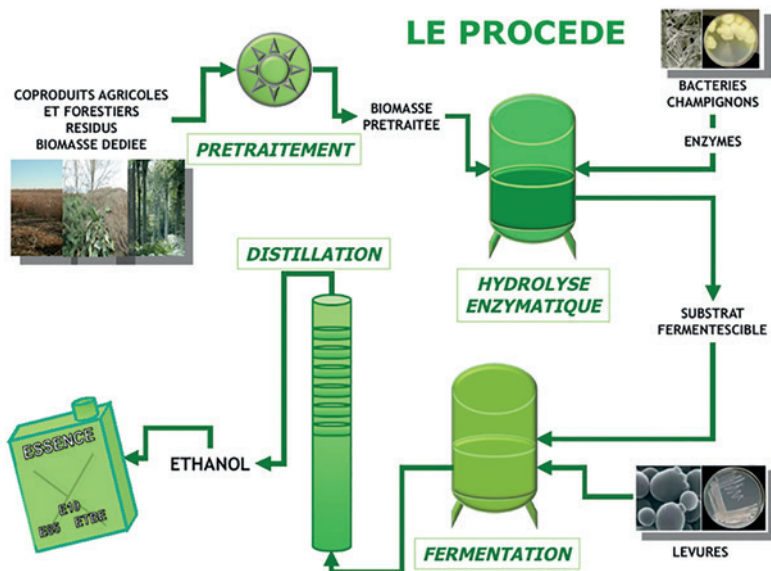 LE PROCEDE
COPRODUITS AGRICOLES
ET FORESTIERS
RESIDUS
BIOMASSE DEDIEE
PRETRAITEMENT
BIOMASSE
PRETRAITEE
BACTERIES
CHAMPIGNONS
ENZYMES
HYDROLYSE
ENZYMATIQUE
SUBSTRAT
FERMENTESCIBLE
DISTILLATION
ESSENCE
E10
E85 ETBE
ETHANOL
FERMENTATION
LEVURES